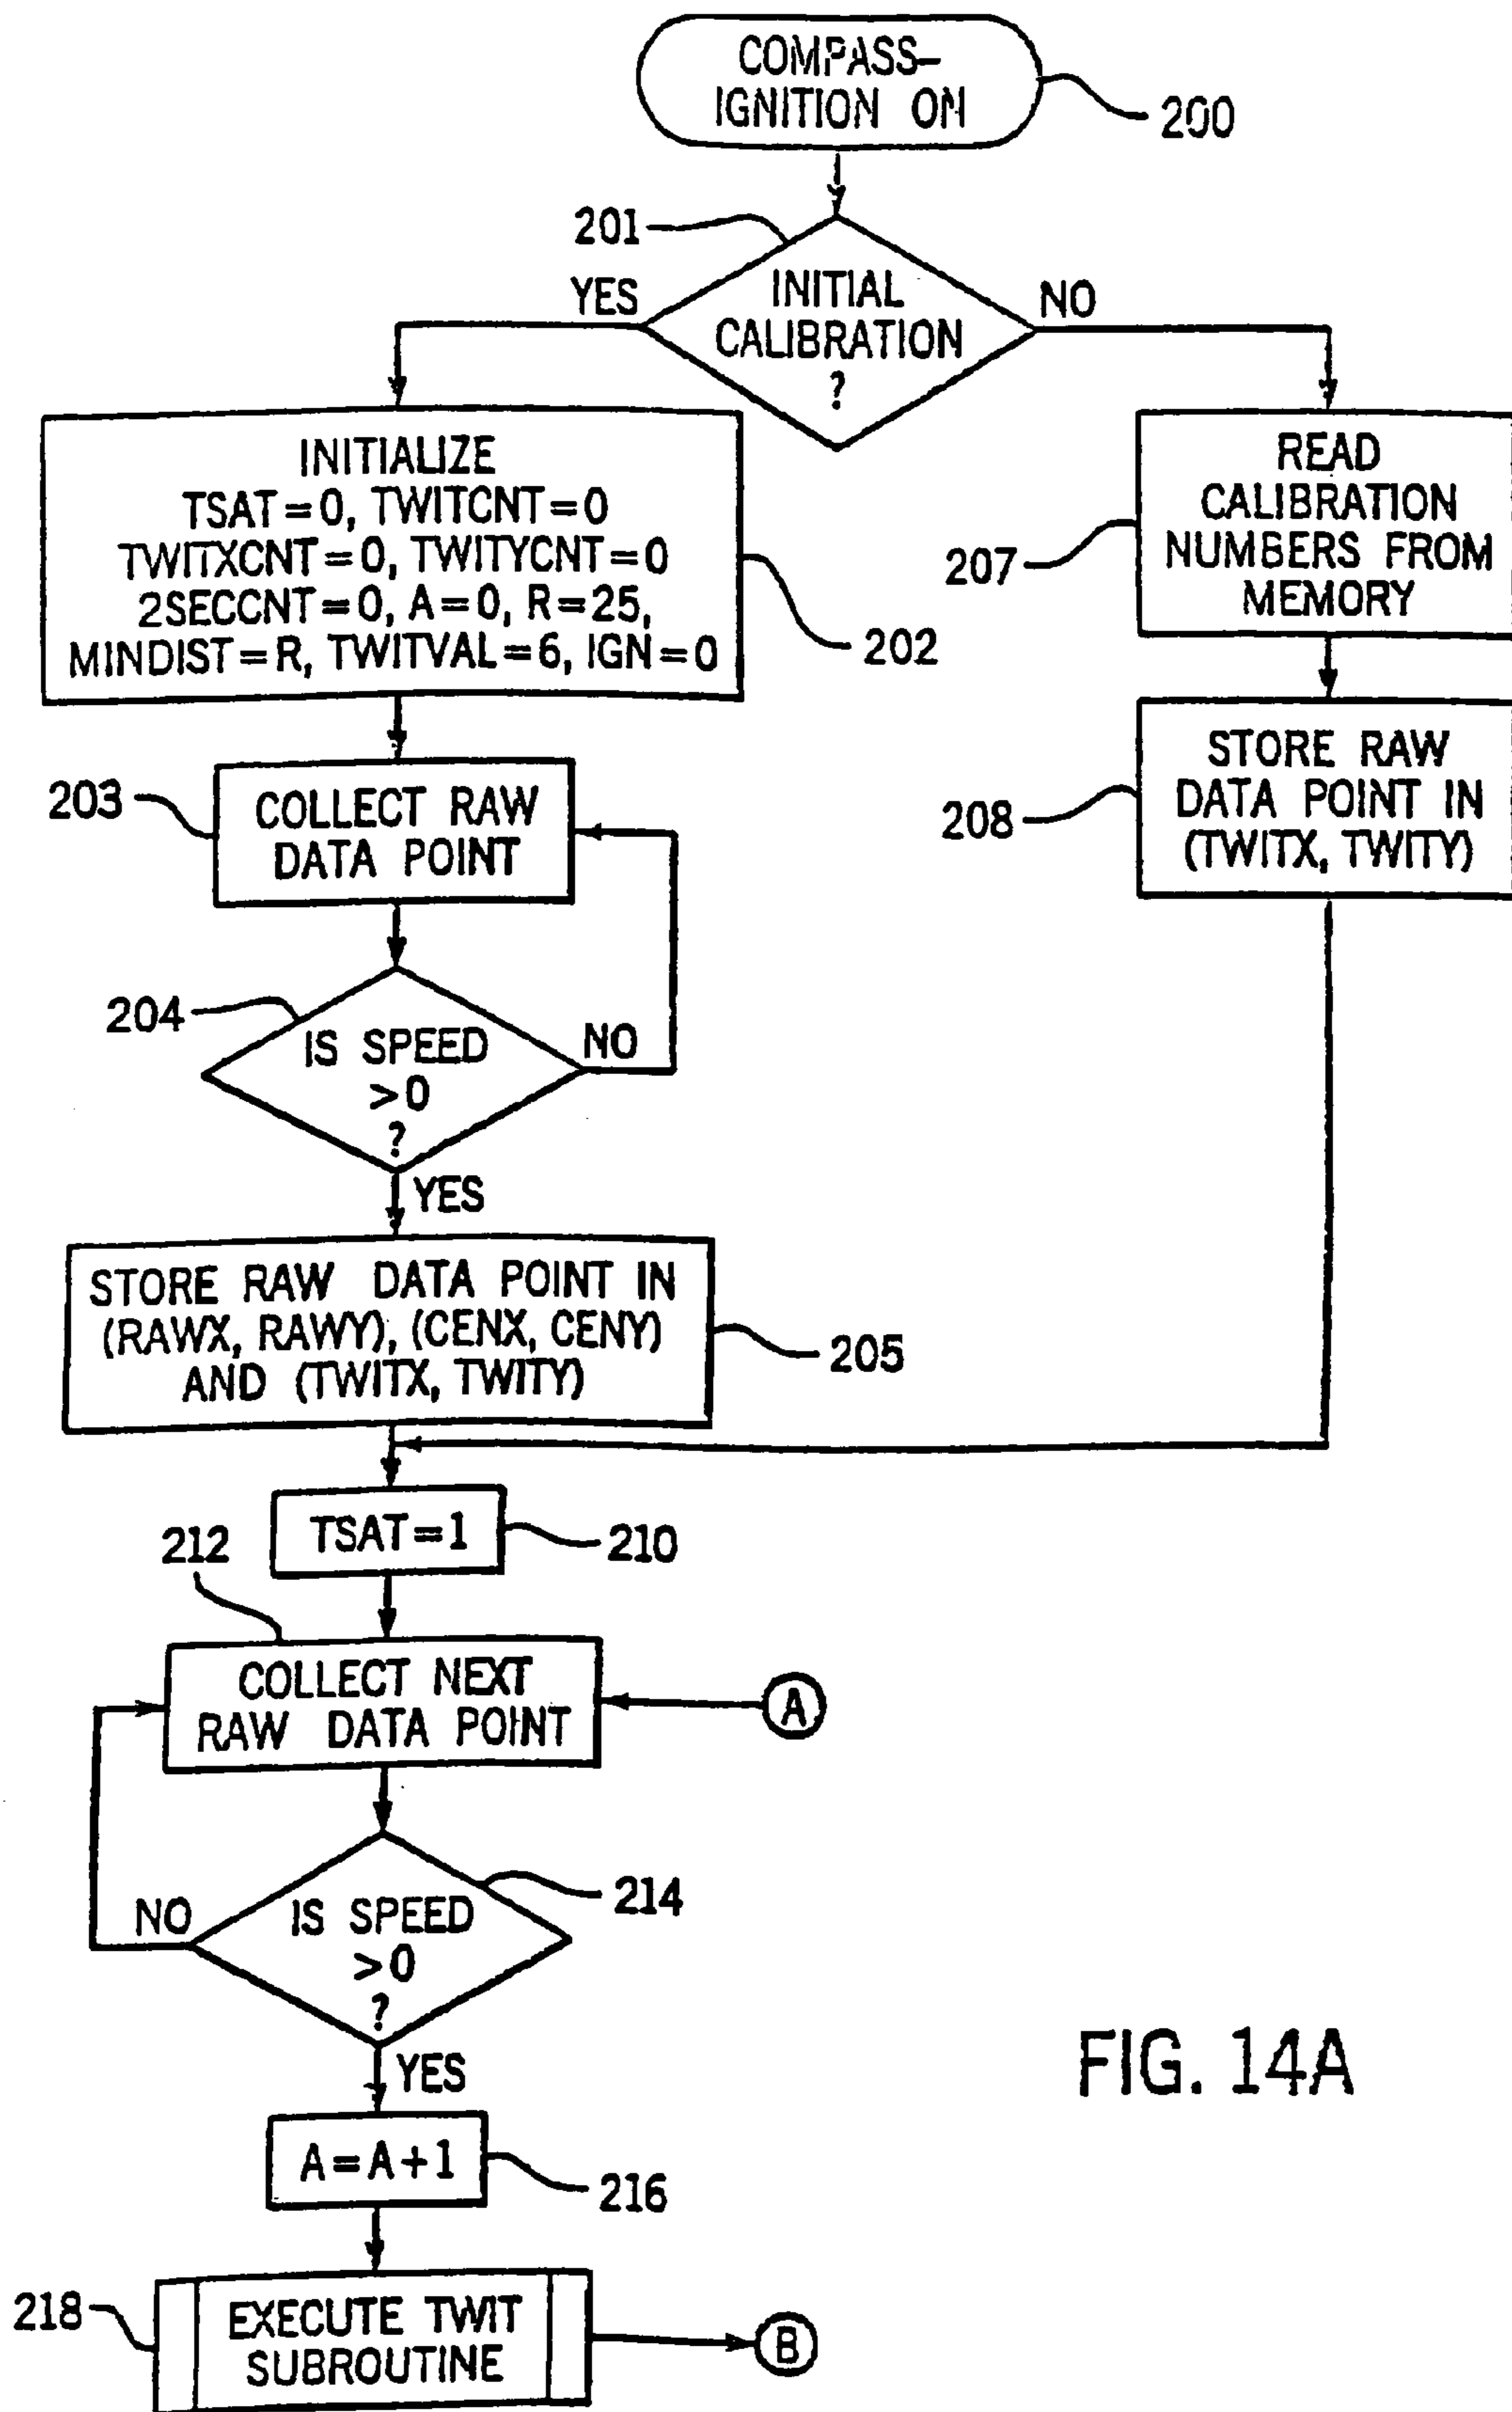 COMPASS-
IGNITION ON
200
201
YES
INITIAL
CALIBRATION
?
NO
INITIALIZE
TSAT=0, TWITCNT=0
TWITXCNT=0, TWITYCNT=0
2SECCNT=0, A=0, R=25,
MINDIST=R, TWITVAL=6, IGN=0
202
READ
CALIBRATION
NUMBERS FROM
MEMORY
207
203
COLLECT RAW
DATA POINT
STORE RAW
DATA POINT IN
(TWITX, TWITY)
208
204
IS SPEED
>0
?
NO
YES
STORE RAW DATA POINT IN
(RAWX, RAWY), (CENX, CENY)
AND (TWITX, TWITY)
205
TSAT=1
210
212
COLLECT NEXT
RAW DATA POINT
A
NO
IS SPEED
>0
?
214
YES
A=A+1
216
218
EXECUTE TWIT
SUBROUTINE
B
FIG. 14A